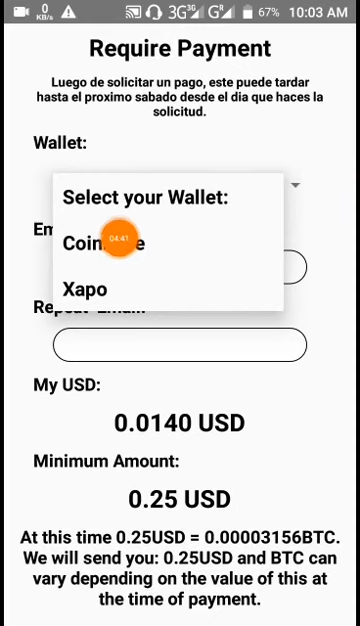 0
KB/s
3G 3G
G R
67%
10:03 AM
Require Payment
Luego de solicitar un pago, este puede tardar
hasta el proximo sabado desde el dia que haces la
solicitud.
Wallet:
Select your Wallet:
04:41
Xapo
My USD:
0.0140 USD
Minimum Amount:
0.25 USD
At this time 0.25USD = 0.00003156BTC.
We will send you: 0.25USD and BTC can
vary depending on the value of this at
the time of payment.